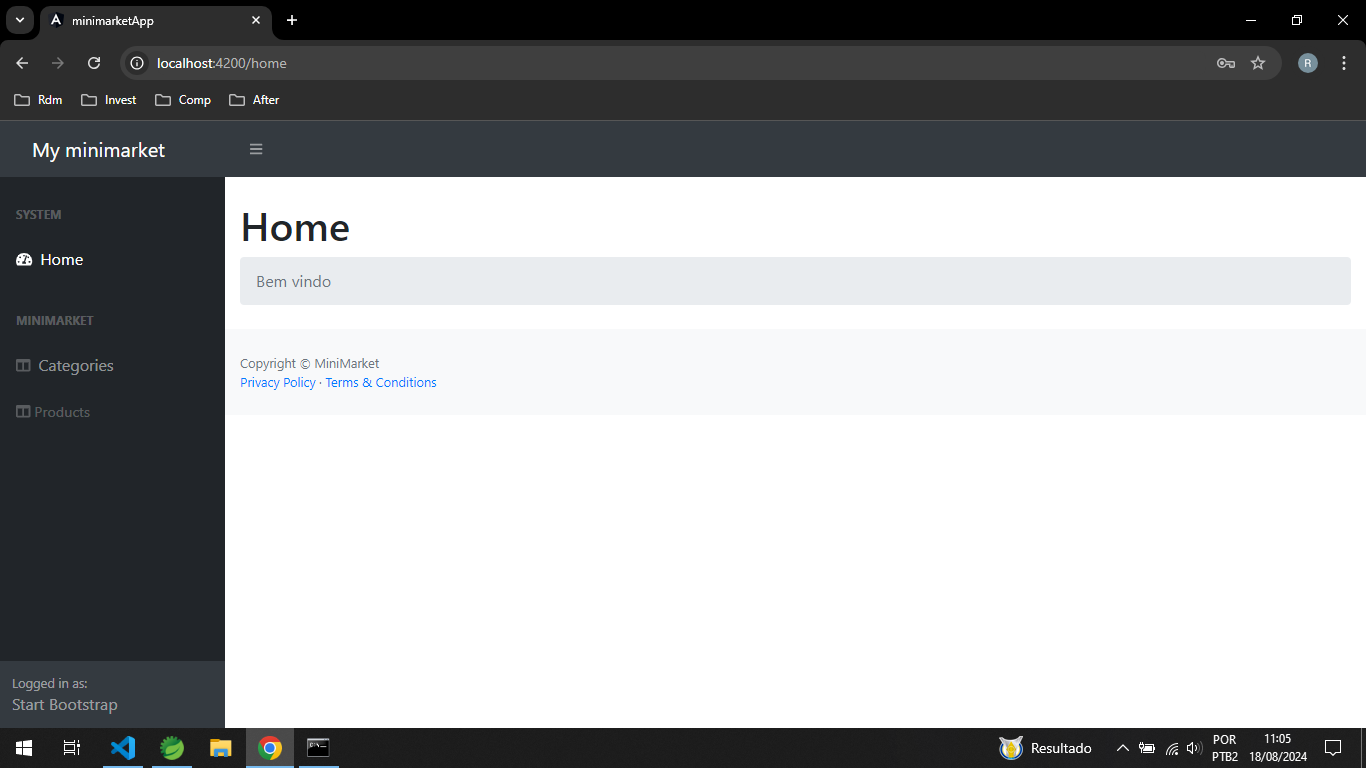 minimarketApp
localhost:4200/home
R
Rdm Invest Comp After
My minimarket
SYSTEM
Home
MINIMARKET
Categories
Products
Logged in as:
Start Bootstrap
Home
Bem vindo
Copyright © MiniMarket
Privacy Policy · Terms & Conditions
Resultado
POR
PTB2
11:05
18/08/2024